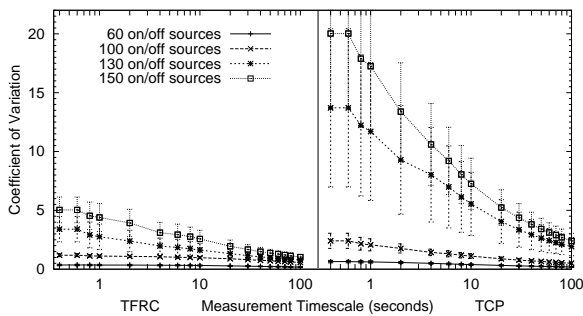 60 on/off sources
100 on/off sources
130 on/off sources
150 on/off sources
Coefficient of Variation
20
15
10
5
0
1 10 100 1 10 100
TFRC Measurement Timescale (seconds) TCP